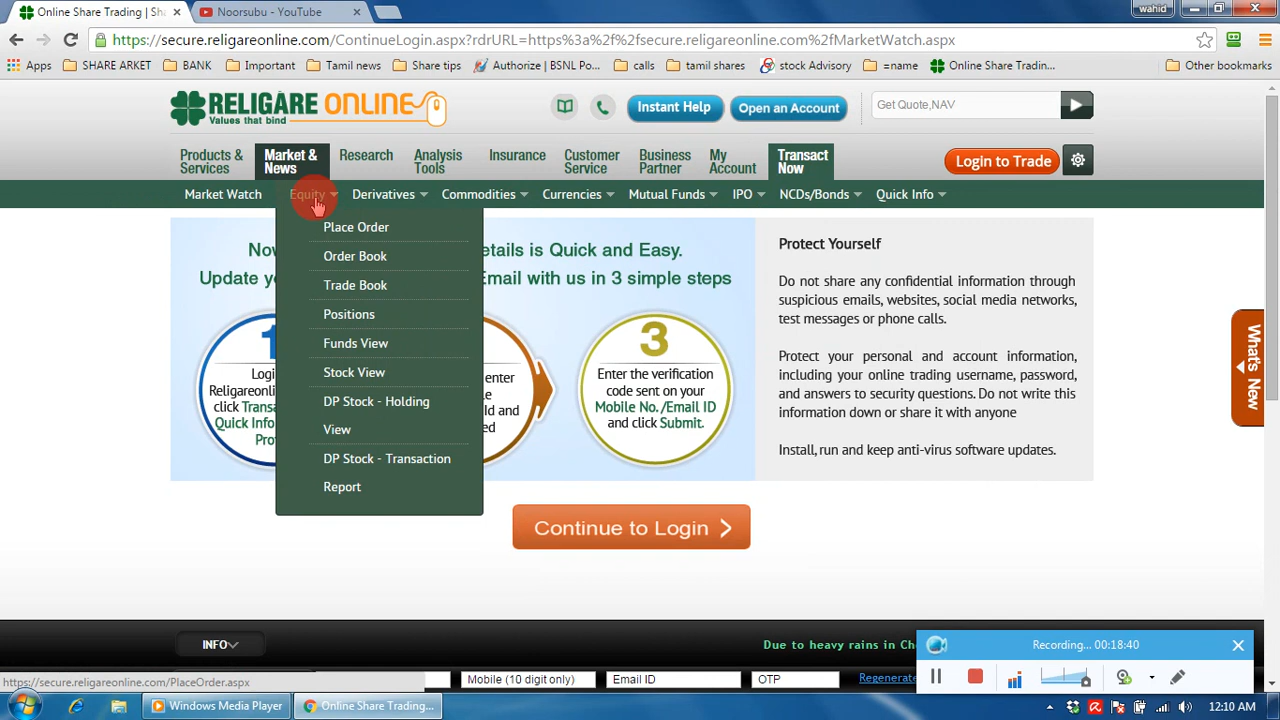 Online Share Trading | Sha
Noorsubu - YouTube
wahid
https://secure.religareonline.com/ContinueLogin.aspx?rtrURL=https%3a%2f%2fsecure.religareonline.com%2fMarketWatch.aspx
Apps
SHARE ARKET
BANK
Important
Tamil news
Share tips
Authorize | BSNL Po...
calls
tamil shares
stock Advisory
=name
Online Share Tradin...
Other bookmarks
RELIGARE ONLINE
Values that bind
Instant Help
Open an Account
Get Quote,NAV
Products & Services
Market & News
Research
Analysis Tools
Insurance
Customer Service
Business Partner
My Account
Transact Now
Login to Trade
Market Watch
Equity
Derivatives
Commodities
Currencies
Mutual Funds
IPO
NCDs/Bonds
Quick Info
Place Order
Order Book
Trade Book
Positions
Funds View
Stock View
DP Stock - Holding
View
DP Stock - Transaction
Report
etails is Quick and Easy.
Email with us in 3 simple steps
1
3
Enter the verification
code sent on your
Mobile No./Email ID
and click Submit.
Protect Yourself
Do not share any confidential information through
suspicious emails, websites, social media networks,
test messages or phone calls.
Protect your personal and account information,
including your online trading username, password,
and answers to security questions. Do not write this
information down or share it with anyone
Install, run and keep anti-virus software updates.
What's New
Continue to Login
INFO
Due to heavy rains in Che
Recording... 00:18:40
https://secure.religareonline.com/PlaceOrder.aspx
Mobile (10 digit only)
Email ID
OTP
Regenerate
Windows Media Player
Online Share Trading...
12:10 AM